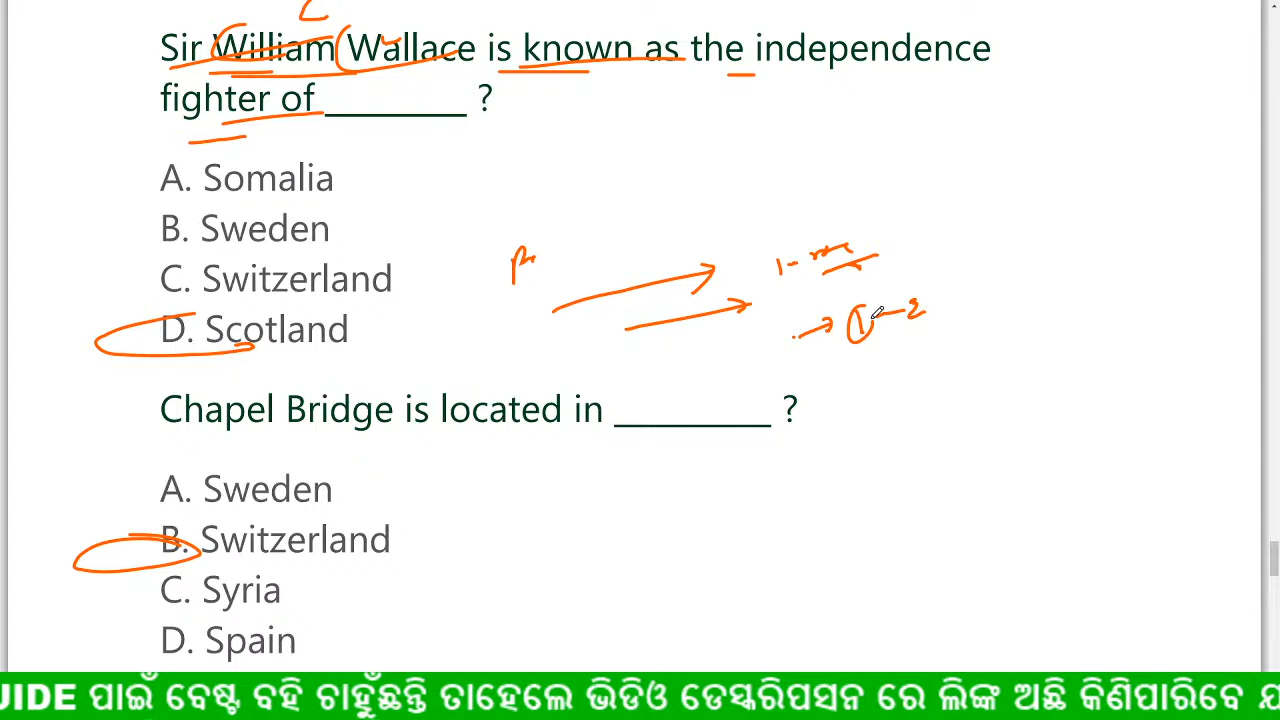 Sir William Wallace is known as the independence
fighter of ________ ?
A. Somalia
B. Sweden
C. Switzerland
D. Scotland
Chapel Bridge is located in _________ ?
A. Sweden
B. Switzerland
C. Syria
D. Spain
UIDE ପାଇଁ ବେଷ୍ଟ ବହି ଚାହୁଁଛନ୍ତି ତାହେଲେ ଭିଡିଓ ଡେସ୍କରିପସନ ରେ ଲିଙ୍କ ଅଛି କିଣିପାରିବେ ଯ